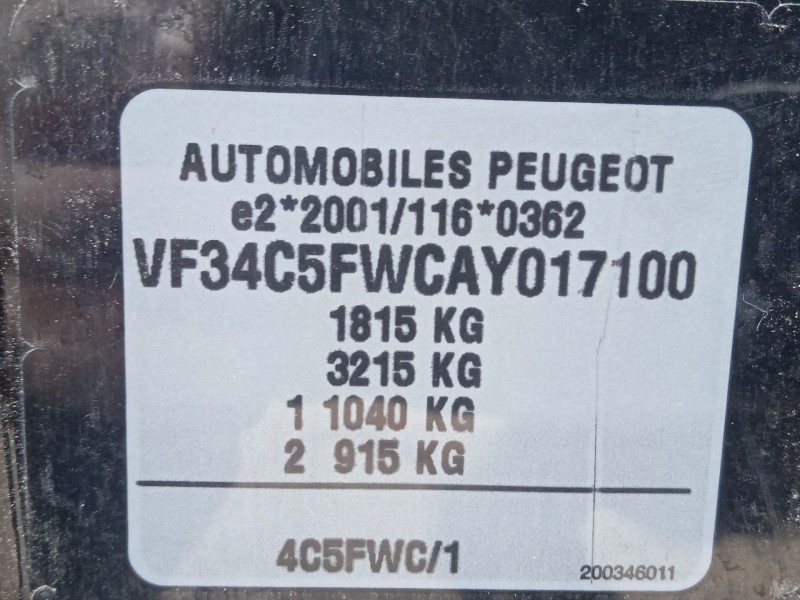 AUTOMOBILES PEUGEOT
e2*2001/116*0362
VF34C5FWCAY017100
1815 KG
3215 KG
1 1040 KG
2 915 KG
4C5FWC/1
200346011